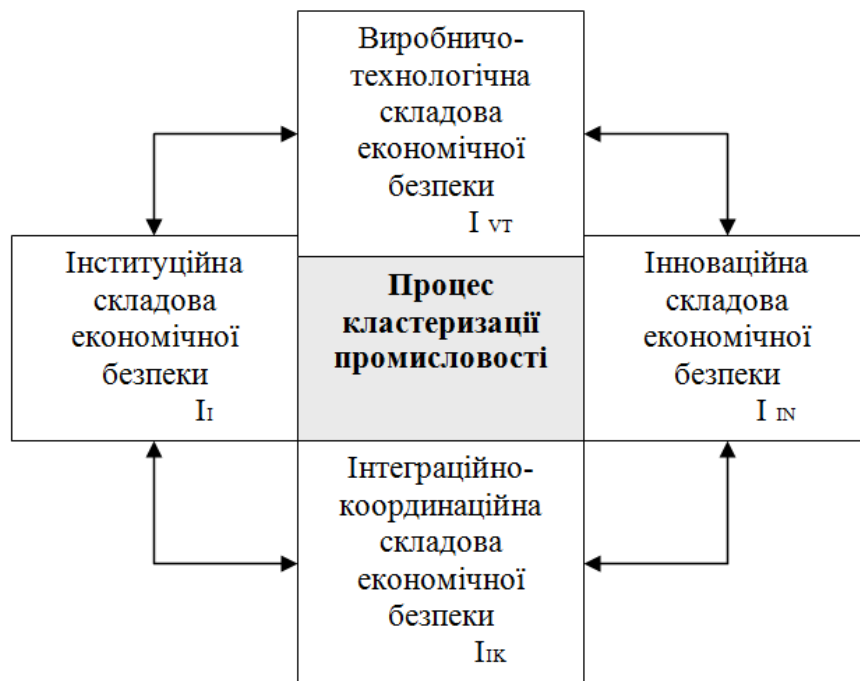 Виробничо-
технологічна
складова
економічної
безпеки
I VT
Інституційна
складова
економічної
безпеки
II
Процес
кластеризації
промисловості
Інноваційна
складова
економічної
безпеки
I IN
Інтеграційно-
координаційна
складова
економічної
безпеки
IIK